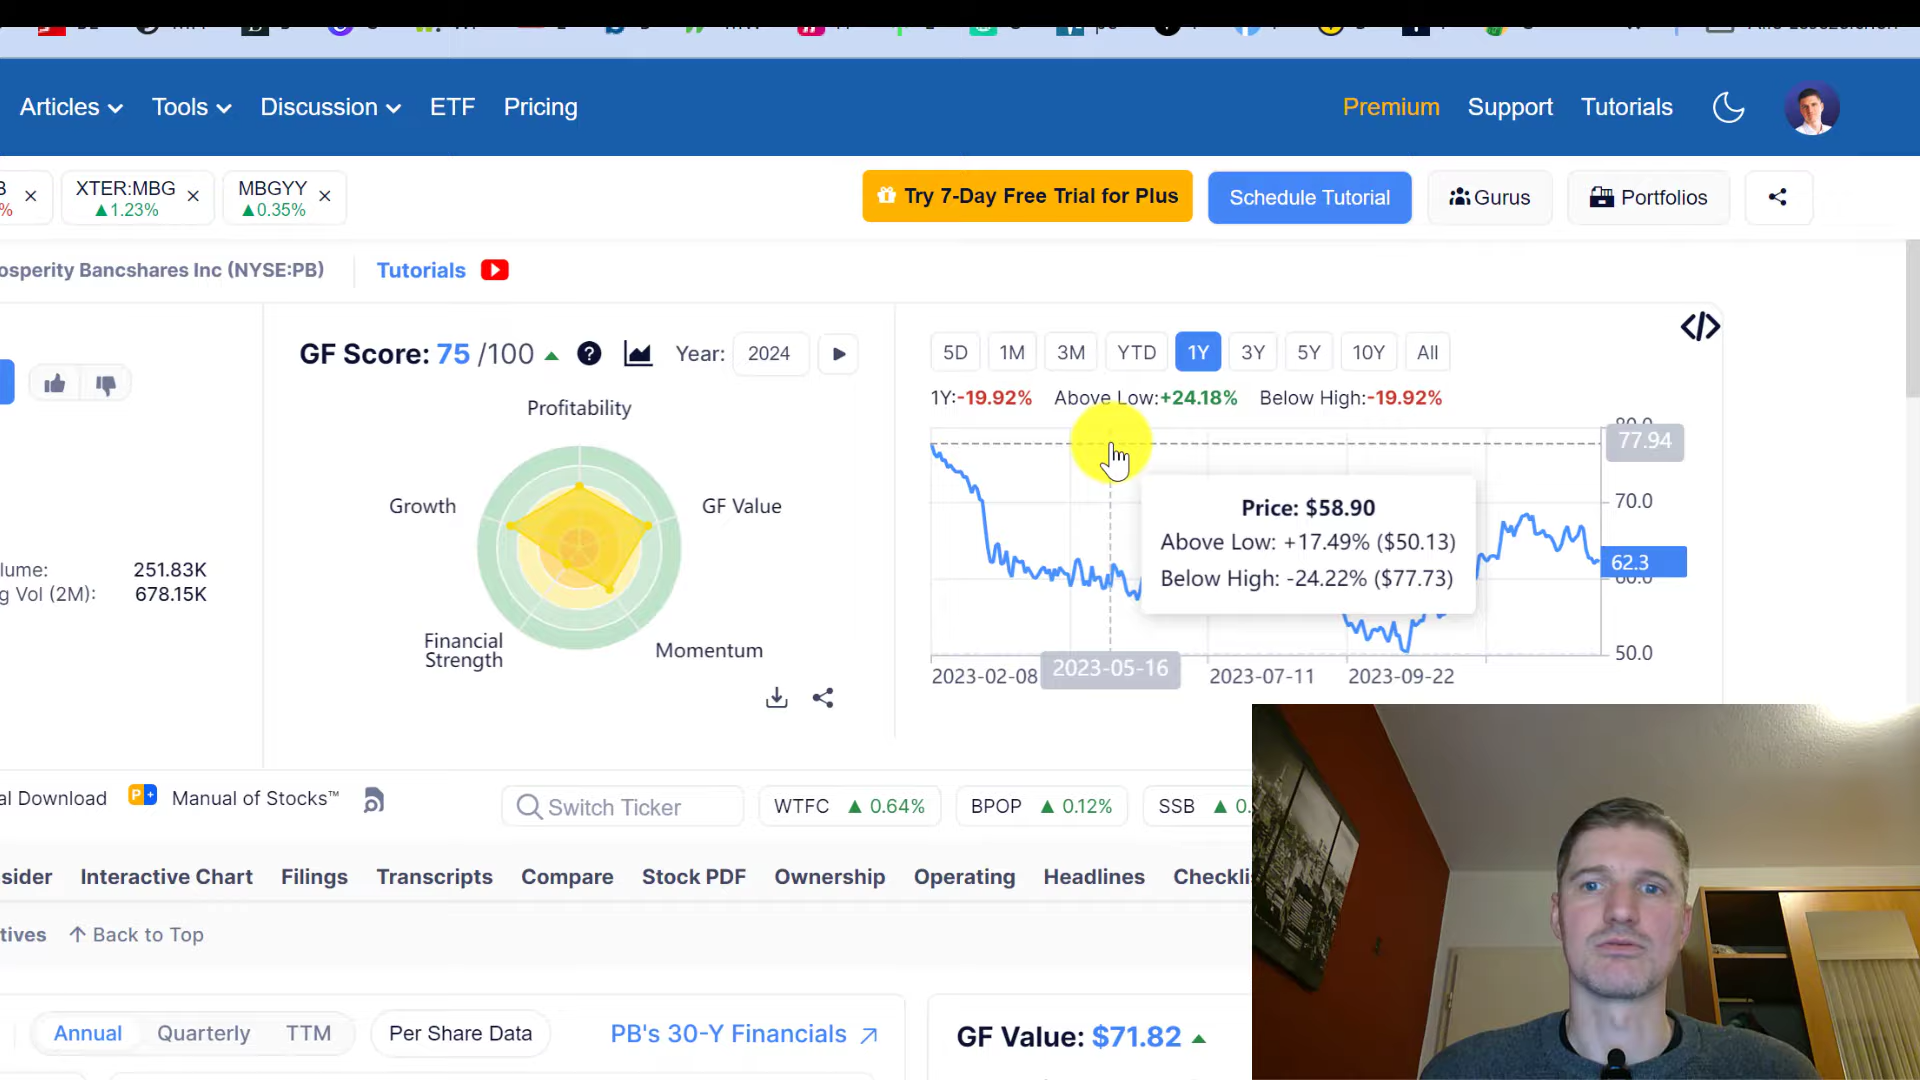 Articles Tools Discussion ETF Pricing Premium Support Tutorials
XTER:MBG MBGYY
% ▲1.23% ▲0.35%
Try 7-Day Free Trial for Plus Schedule Tutorial Gurus Portfolios
osperity Bancshares Inc (NYSE:PB) Tutorials
GF Score: 75 /100 Year: 2024
5D 1M 3M YTD 1Y 3Y 5Y 10Y All
1Y:-19.92% Above Low:+24.18% Below High:-19.92%
Profitability
Growth
GF Value
Financial
Strength
Momentum
80.0
77.94
70.0
62.3
60.0
50.0
Price: $58.90
Above Low: +17.49% ($50.13)
Below High: -24.22% ($77.73)
2023-02-08 2023-05-16 2023-07-11 2023-09-22
lume: 251.83K
g Vol (2M): 678.15K
al Download P+ Manual of Stocks™
Switch Ticker WTFC ▲ 0.64% BPOP ▲ 0.12% SSB ▲ 0.
sider Interactive Chart Filings Transcripts Compare Stock PDF Ownership Operating Headlines Checkli
tives Back to Top
Annual Quarterly TTM Per Share Data PB's 30-Y Financials
GF Value: $71.82